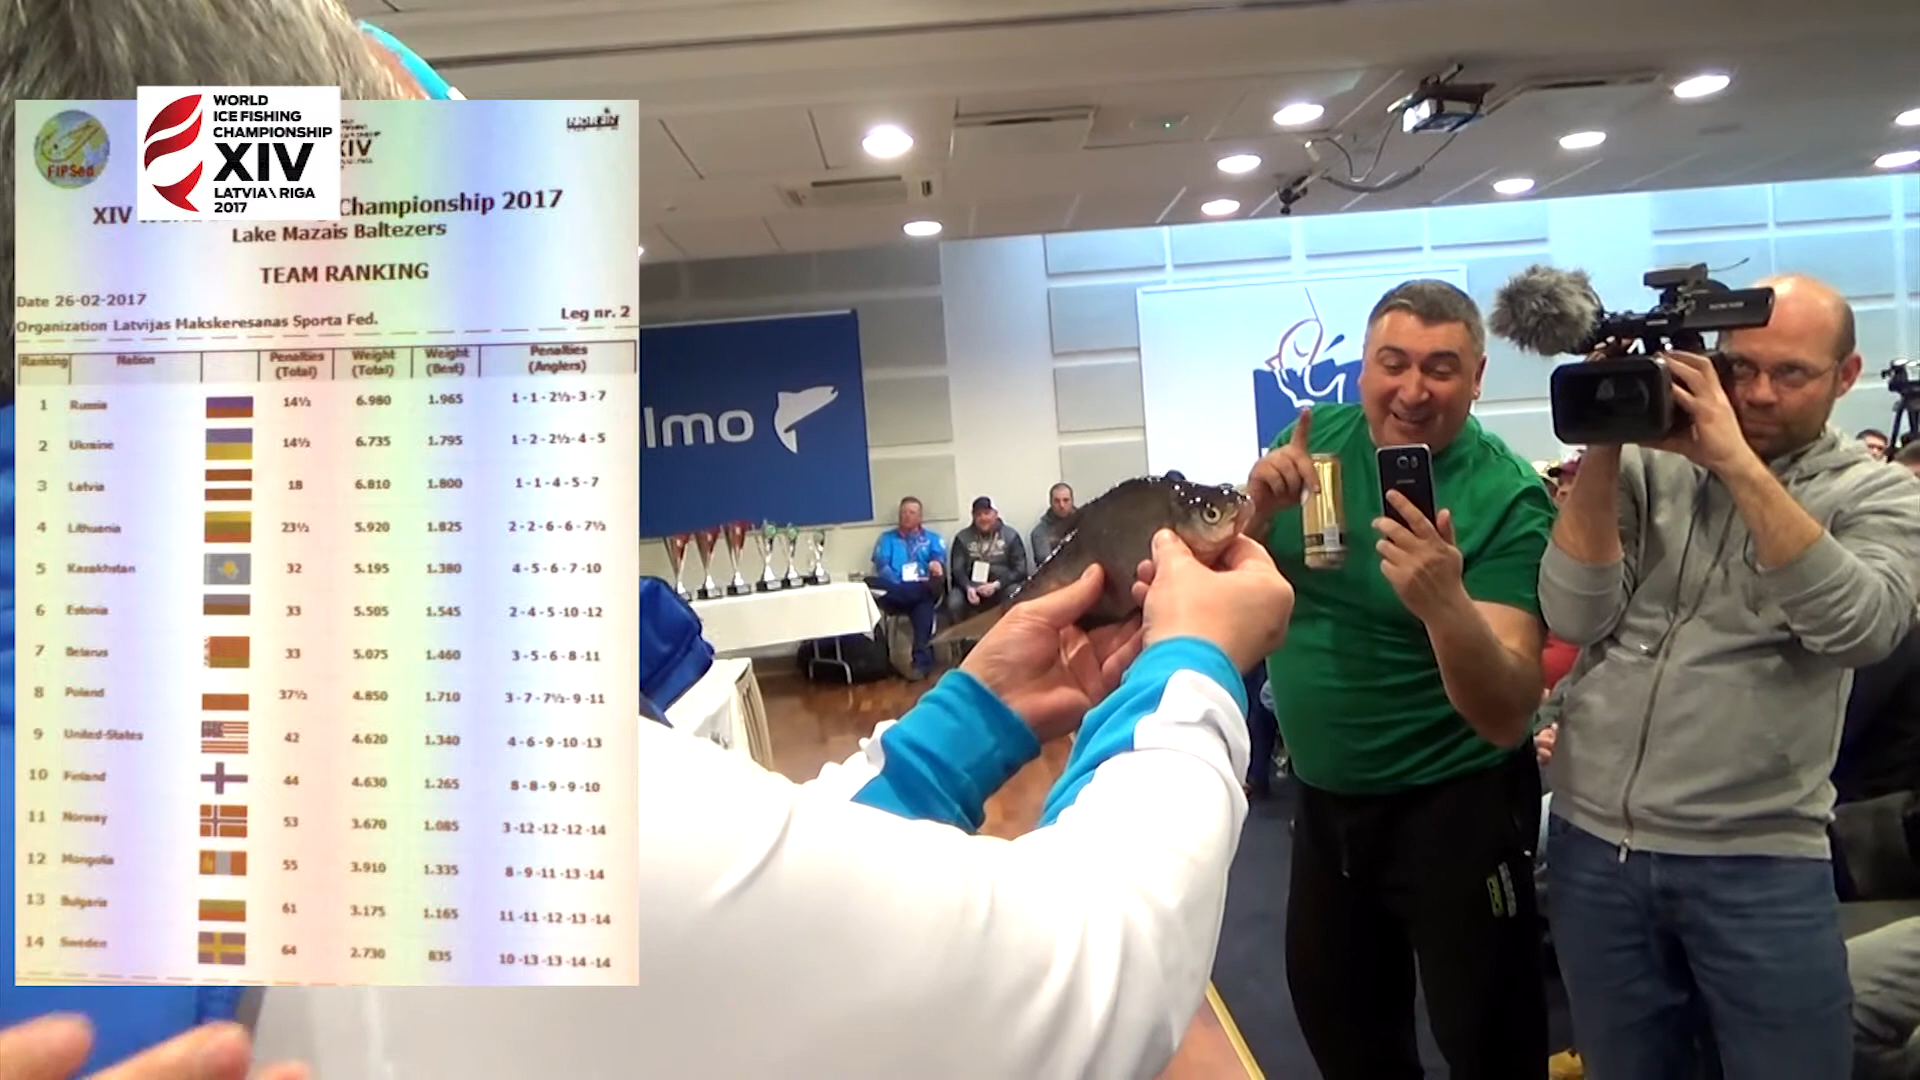 WORLD
ICE FISHING
CHAMPIONSHIP
XIV
LATVIA\RIGA
2017
FIPSed
XIV
XIV Championship 2017
Lake Mazais Baltezers
TEAM RANKING
Date 26-02-2017
Organization Latvijas Makskeresanas Sporta Fed. Leg nr. 2
Ranking Nation Penalties (Total) Weight (Total) Weight (Best) Penalties (Anglers)
1 Russia 14½ 6.980 1.965 1-1-2½-3-7
2 Ukraine 14½ 6.735 1.795 1-2-2½-4-5
3 Latvia 18 6.810 1.800 1-1-4-5-7
4 Lithuania 23½ 5.920 1.825 2-2-6-6-7½
5 Kazakhstan 32 5.195 1.380 4-5-6-7-10
6 Estonia 33 5.505 1.545 2-4-5-10-12
7 Belarus 33 5.075 1.460 3-5-6-8-11
8 Poland 37½ 4.850 1.710 3-7-7½-9-11
9 United-States 42 4.620 1.340 4-6-9-10-13
10 Finland 44 4.630 1.265 8-8-9-9-10
11 Norway 53 3.670 1.085 3-12-12-12-14
12 Mongolia 55 3.910 1.335 8-9-11-13-14
13 Bulgaria 61 3.175 1.165 11-11-12-13-14
14 Sweden 64 2.730 835 10-13-13-14-14
lmo